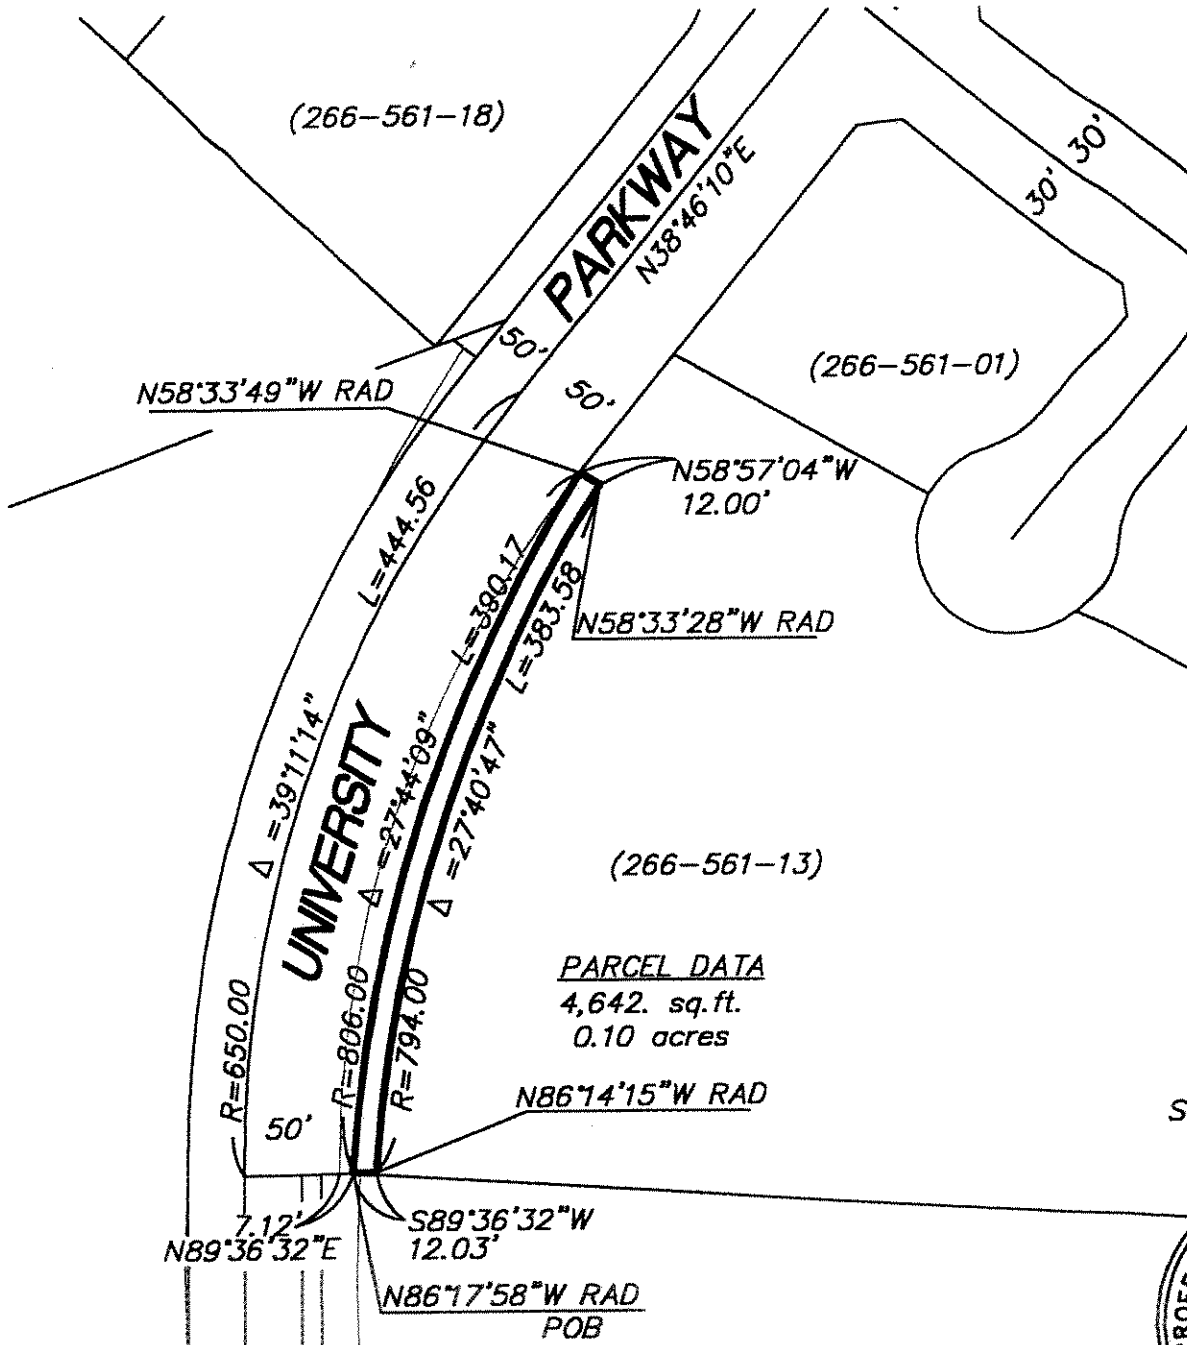 (266-561-18)
PARKWAY
N38°46'10"E
30'
30'
50'
50'
(266-561-01)
N58°33'49"W RAD
N58°57'04"W
12.00'
L=444.56
L=390.17
L=383.58
N58°33'28"W RAD
UNIVERSITY
Δ =39°11'14"
Δ =27°44'09"
Δ =27°40'47"
(266-561-13)
PARCEL DATA
4,642. sq.ft.
0.10 acres
R=650.00
R=806.00
R=794.00
N86°14'15"W RAD
50'
S
7.12'
N89°36'32"E
S89°36'32"W
12.03'
N86°17'58"W RAD
POB